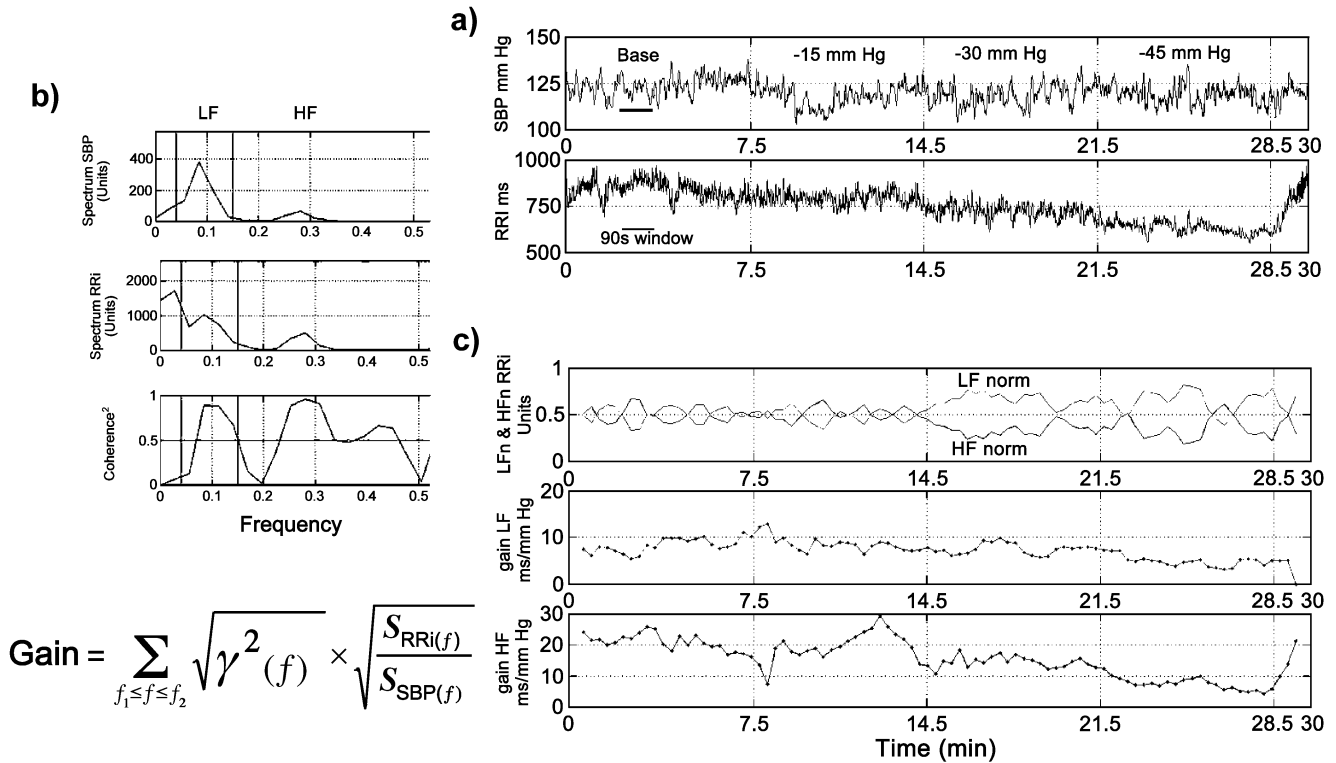 a)
150
125
100
SBP mm Hg
Base
-15 mm Hg
-30 mm Hg
-45 mm Hg
0
7.5
14.5
21.5
28.5 30
1000
750
500
RRI ms
90s window
0
7.5
14.5
21.5
28.5 30
b)
LF
HF
Spectrum SBP
(Units)
400
200
0
0
0.1
0.2
0.3
0.4
0.5
Spectrum RRi
(Units)
2000
1000
0
0
0.1
0.2
0.3
0.4
0.5
Coherence²
1
0.5
0
0
0.1
0.2
0.3
0.4
0.5
Frequency
c)
LFn & HFn RRi
Units
1
0.5
0
LF norm
HF norm
0
7.5
14.5
21.5
28.5 30
gain LF
ms/mm Hg
20
10
0
0
7.5
14.5
21.5
28.5 30
gain HF
ms/mm Hg
30
20
10
0
0
7.5
14.5
21.5
28.5 30
Time (min)
Gain = ∑ f₁≤f≤f₂ √γ²(f) × √S RRi(f) / S SBP(f)